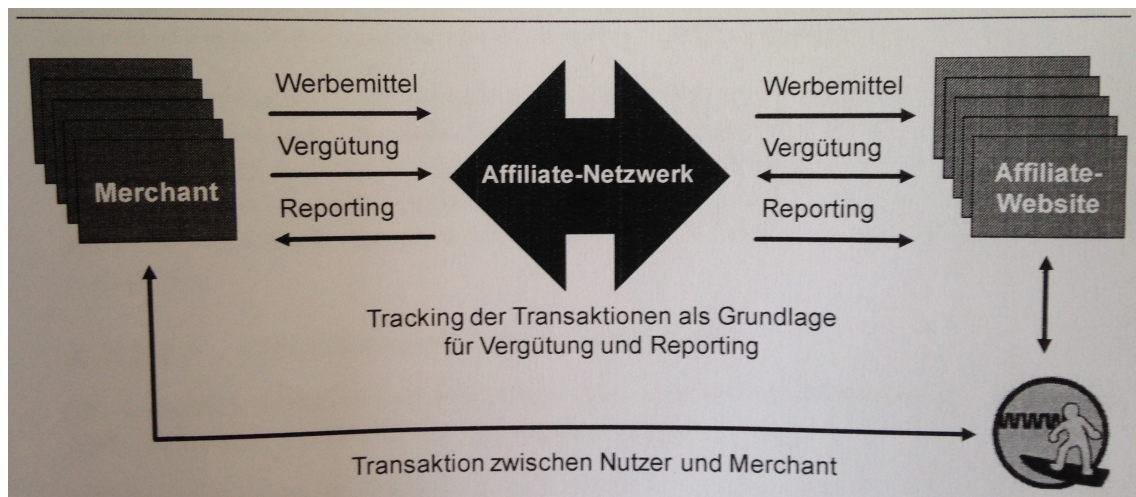 Werbemittel
Vergütung
Reporting
Merchant
Affiliate-Netzwerk
Werbemittel
Vergütung
Reporting
Affiliate-
Website
Tracking der Transaktionen als Grundlage
für Vergütung und Reporting
www
Transaktion zwischen Nutzer und Merchant